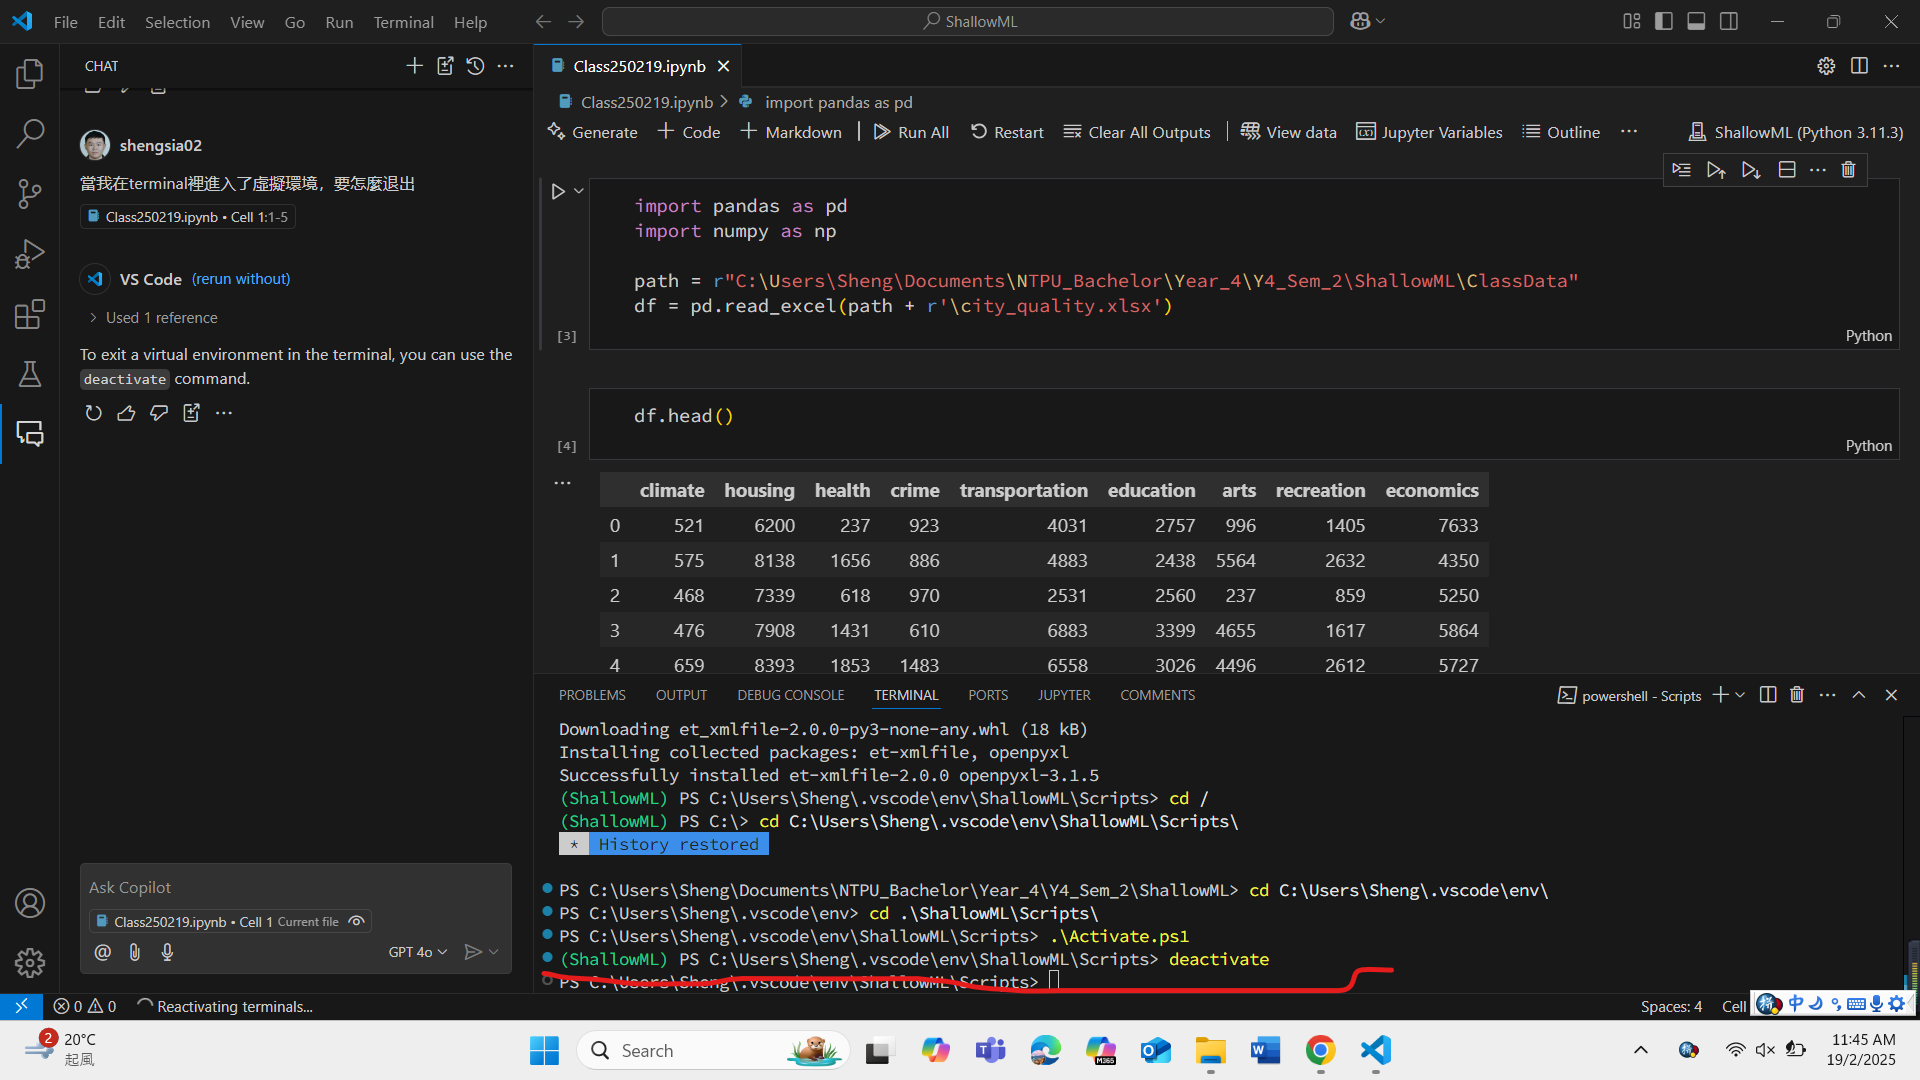 File Edit Selection View Go Run Terminal Help
ShallowML
CHAT
shengsia02
當我在terminal裡進入了虛擬環境，要怎麼退出
Class250219.ipynb • Cell 1:1-5
VS Code (rerun without)
Used 1 reference
To exit a virtual environment in the terminal, you can use the
deactivate command.
Ask Copilot
Class250219.ipynb • Cell 1 Current file
GPT 4o
Class250219.ipynb
Class250219.ipynb > import pandas as pd
Generate + Code + Markdown Run All Restart Clear All Outputs View data Jupyter Variables Outline ... ShallowML (Python 3.11.3)
import pandas as pd
import numpy as np
path = r"C:\Users\Sheng\Documents\NTPU_Bachelor\Year_4\Y4_Sem_2\ShallowML\ClassData"
df = pd.read_excel(path + r'\city_quality.xlsx')
[3]
Python
df.head()
[4]
Python
climate housing health crime transportation education arts recreation economics
0 521 6200 237 923 4031 2757 996 1405 7633
1 575 8138 1656 886 4883 2438 5564 2632 4350
2 468 7339 618 970 2531 2560 237 859 5250
3 476 7908 1431 610 6883 3399 4655 1617 5864
4 659 8393 1853 1483 6558 3026 4496 2612 5727
PROBLEMS OUTPUT DEBUG CONSOLE TERMINAL PORTS JUPYTER COMMENTS
powershell - Scripts
Downloading et_xmlfile-2.0.0-py3-none-any.whl (18 kB)
Installing collected packages: et-xmlfile, openpyxl
Successfully installed et-xmlfile-2.0.0 openpyxl-3.1.5
(ShallowML) PS C:\Users\Sheng\.vscode\env\ShallowML\Scripts> cd /
(ShallowML) PS C:\> cd C:\Users\Sheng\.vscode\env\ShallowML\Scripts\
* History restored
PS C:\Users\Sheng\Documents\NTPU_Bachelor\Year_4\Y4_Sem_2\ShallowML> cd C:\Users\Sheng\.vscode\env\
PS C:\Users\Sheng\.vscode\env> cd .\ShallowML\Scripts\
PS C:\Users\Sheng\.vscode\env\ShallowML\Scripts> .\Activate.ps1
(ShallowML) PS C:\Users\Sheng\.vscode\env\ShallowML\Scripts> deactivate
PS C:\Users\Sheng\.vscode\env\ShallowML\Scripts>
0 0 Reactivating terminals...
Spaces: 4 Cell
中
2
20°C
起風
Search
M365
11:45 AM
19/2/2025